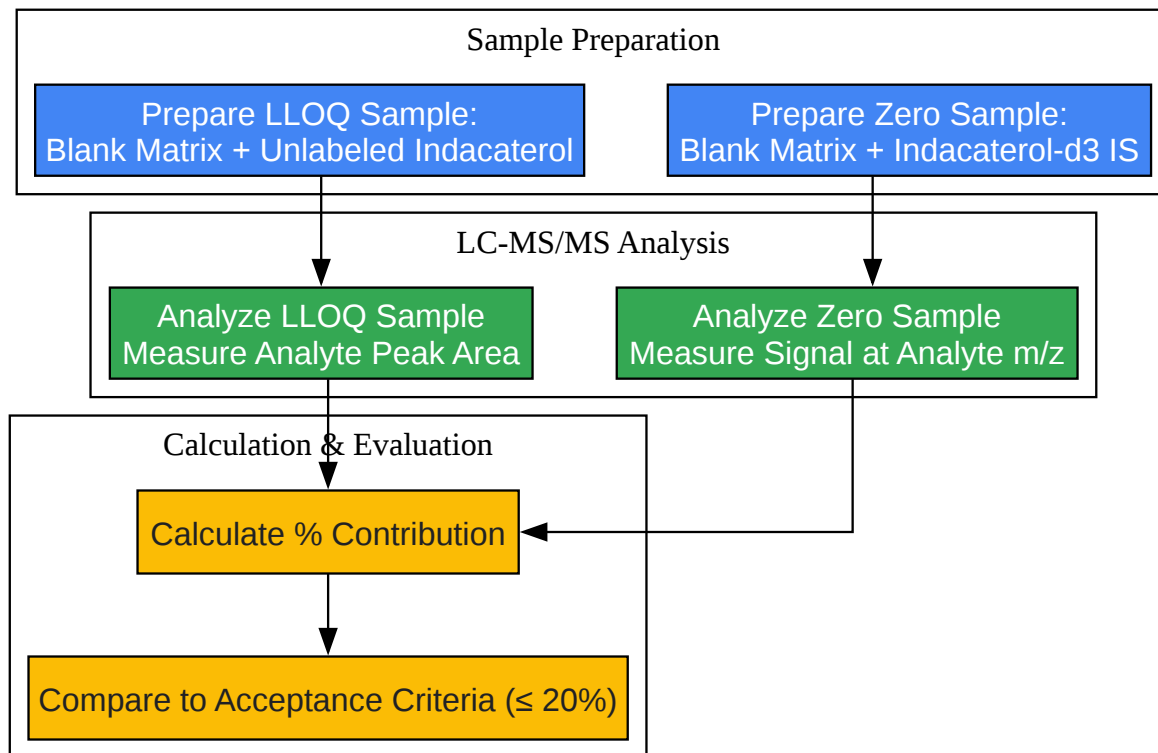 Sample Preparation
Prepare LLOQ Sample:
Blank Matrix + Unlabeled Indacaterol
Prepare Zero Sample:
Blank Matrix + Indacaterol-d3 IS
LC-MS/MS Analysis
Analyze LLOQ Sample
Measure Analyte Peak Area
Analyze Zero Sample
Measure Signal at Analyte m/z
Calculation & Evaluation
Calculate % Contribution
Compare to Acceptance Criteria (≤ 20%)